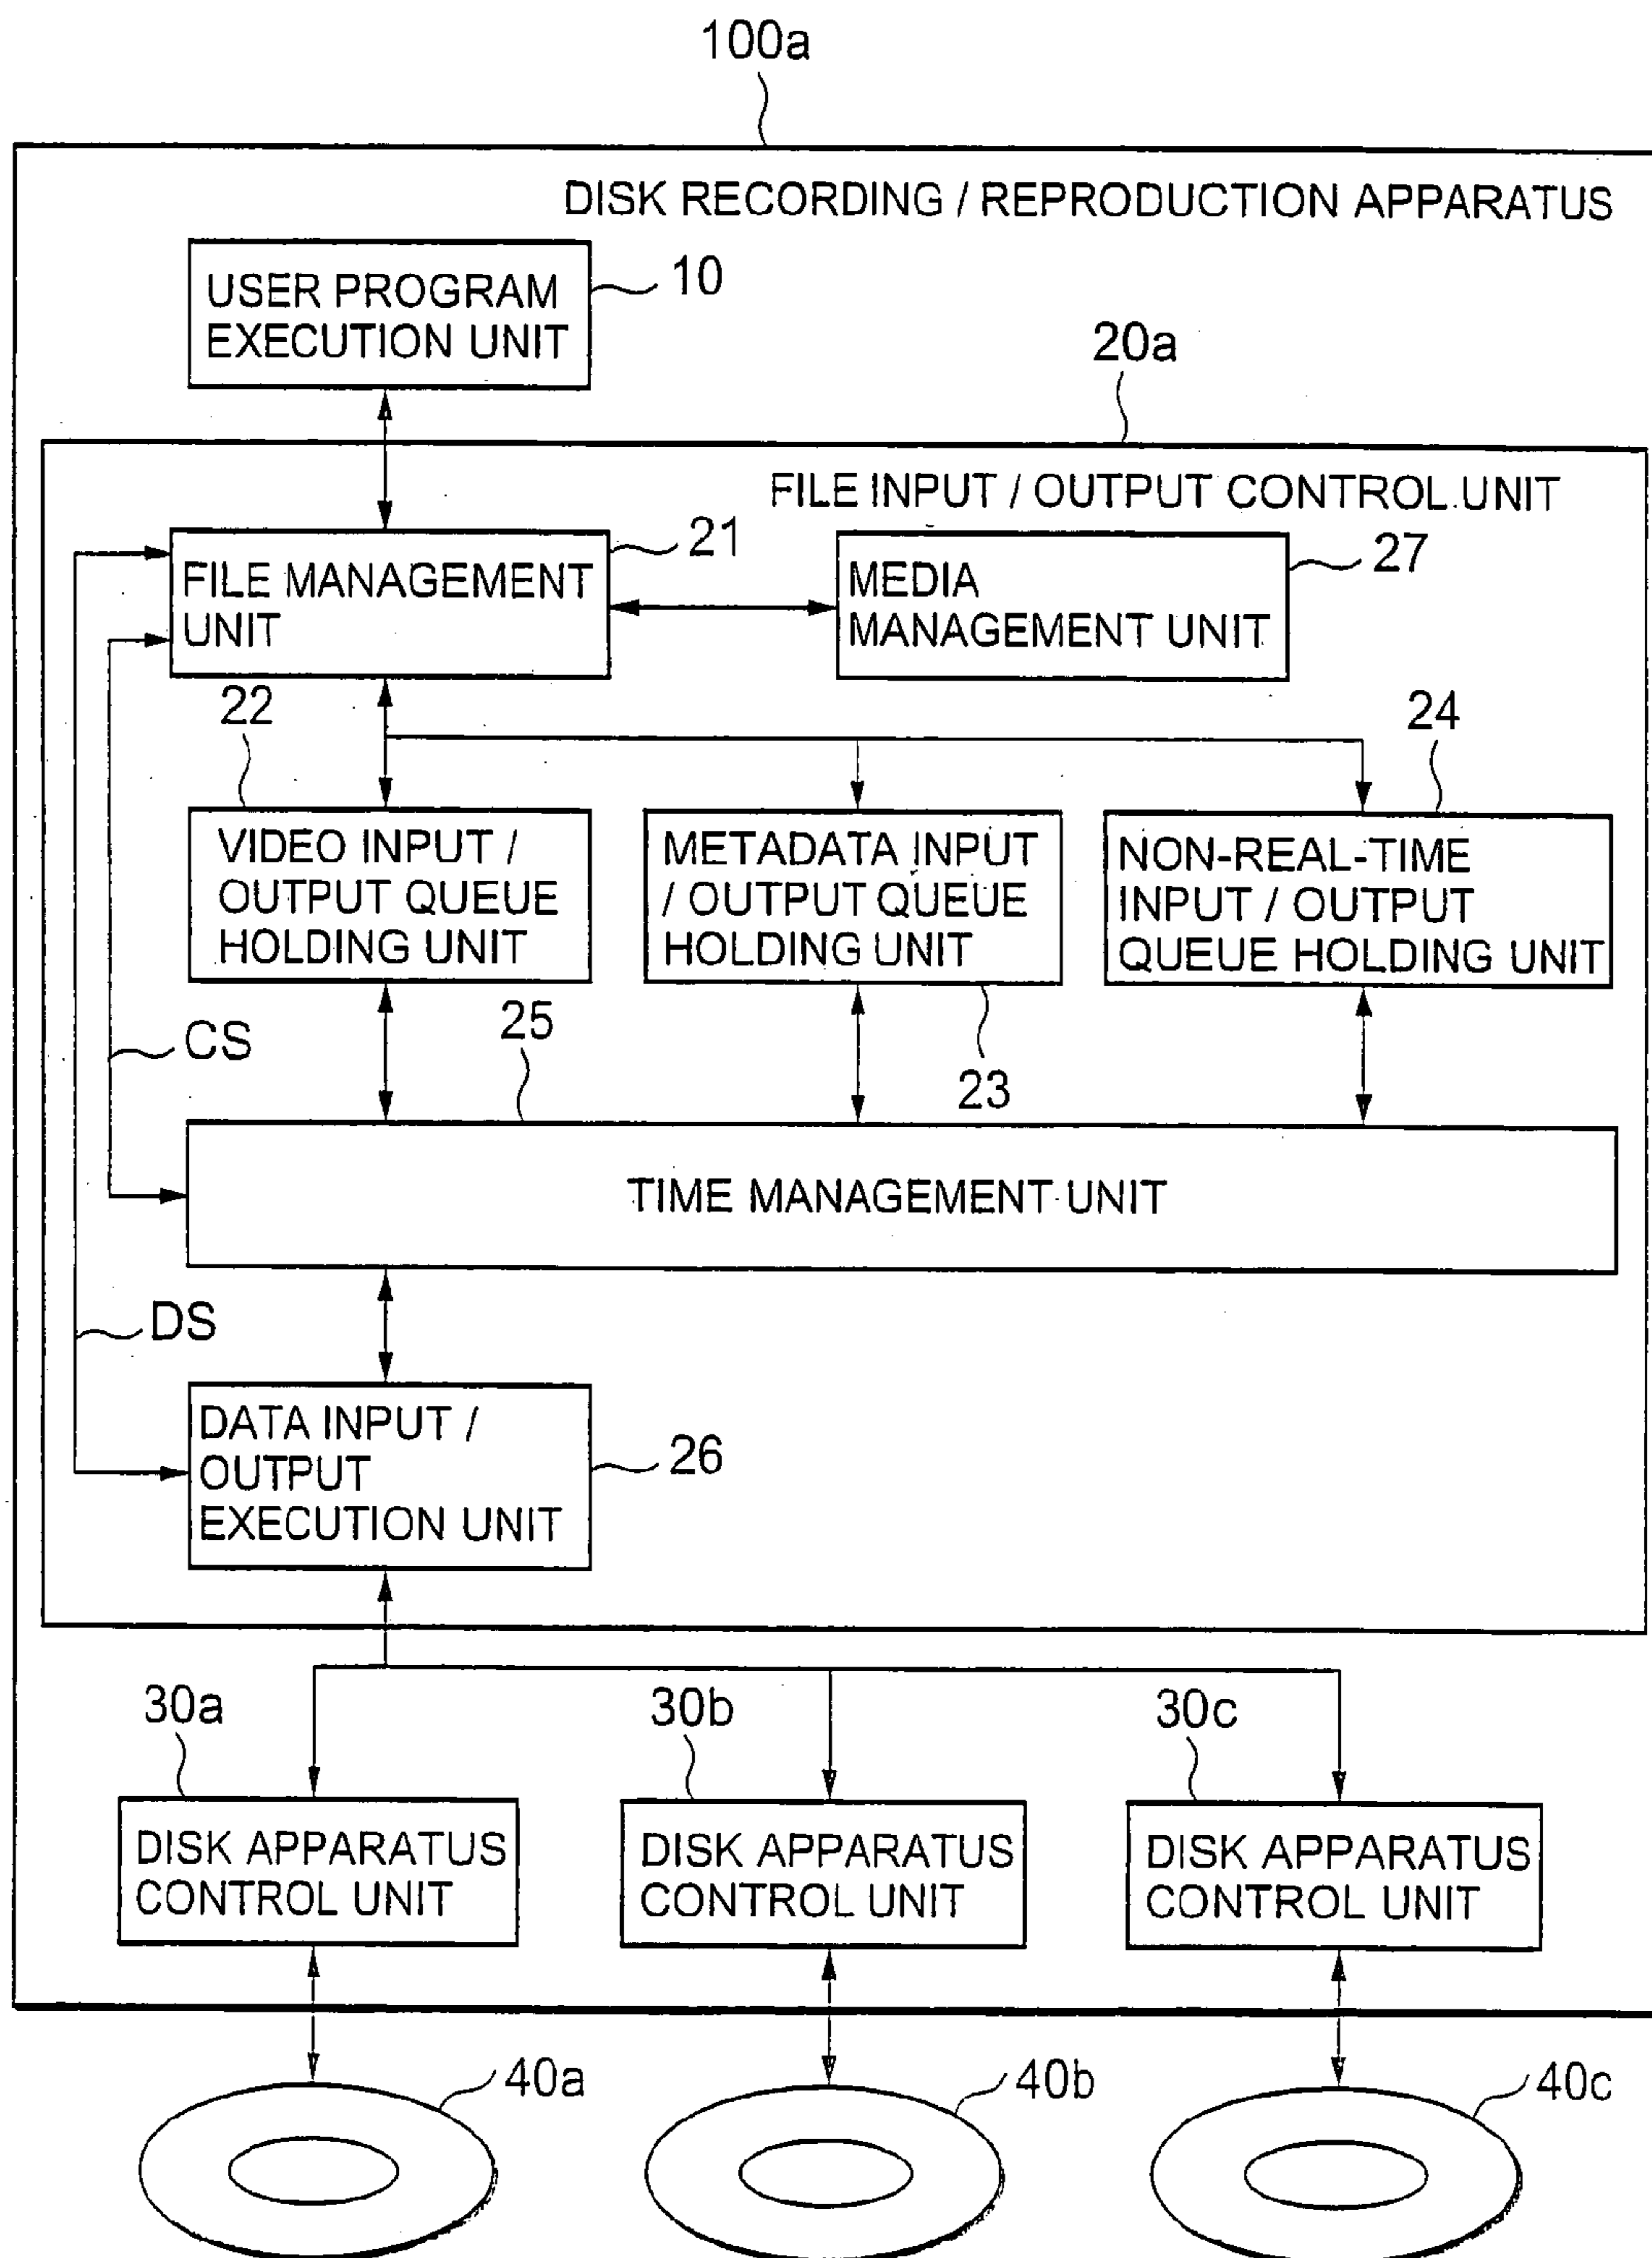 100a
DISK RECORDING / REPRODUCTION APPARATUS
USER PROGRAM
EXECUTION UNIT
10
20a
FILE INPUT / OUTPUT CONTROL UNIT
21
FILE MANAGEMENT
UNIT
MEDIA
MANAGEMENT UNIT
27
22
24
VIDEO INPUT /
OUTPUT QUEUE
HOLDING UNIT
METADATA INPUT
/ OUTPUT QUEUE
HOLDING UNIT
NON-REAL-TIME
INPUT / OUTPUT
QUEUE HOLDING UNIT
CS
25
23
TIME MANAGEMENT UNIT
DS
DATA INPUT /
OUTPUT
EXECUTION UNIT
26
30a
30b
30c
DISK APPARATUS
CONTROL UNIT
DISK APPARATUS
CONTROL UNIT
DISK APPARATUS
CONTROL UNIT
40a
40b
40c